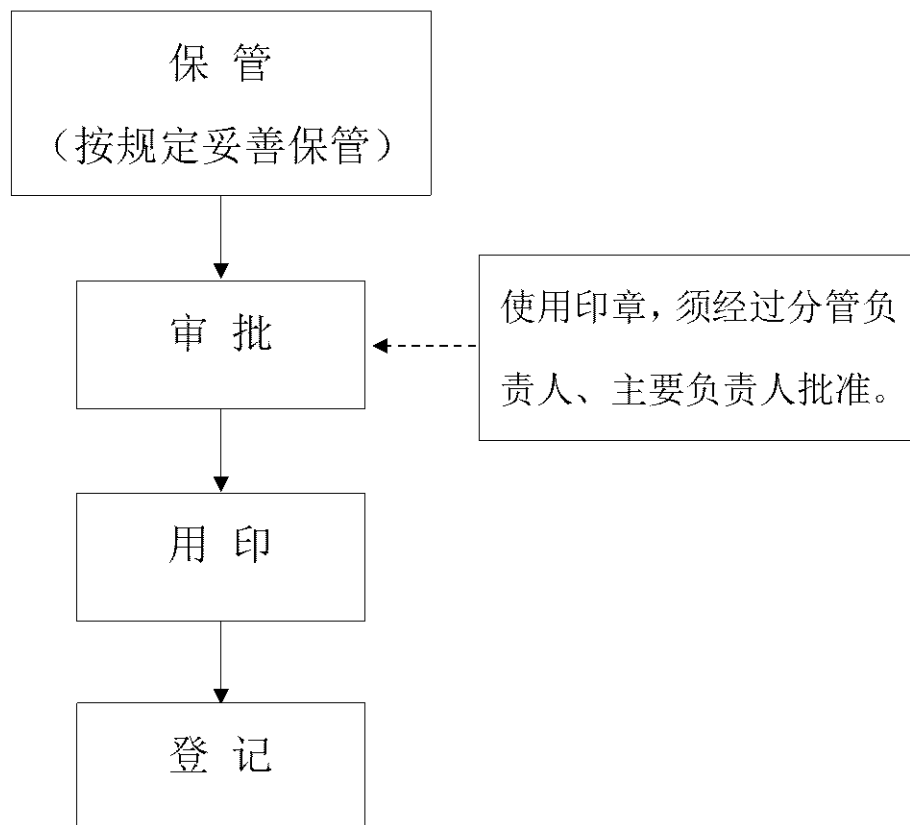 保 管
（按规定妥善保管）
审 批
使用印章，须经过分管负
责人、主要负责人批准。
用 印
登 记